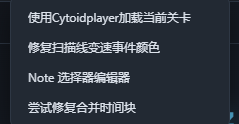 使用Cytoidplayer加载当前关卡
修复扫描线变速事件颜色
Note 选择器编辑器
尝试修复合并时间块